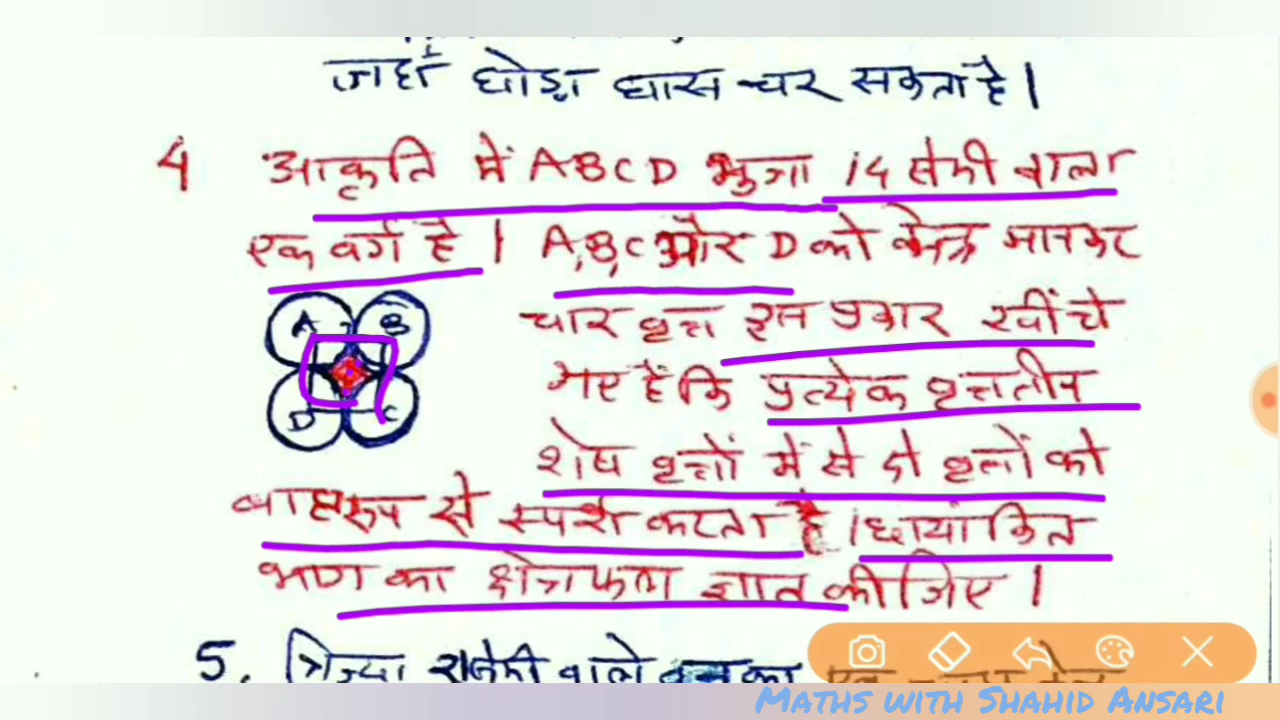 जहाँ घोड़ा घास चर सकता है।
4 आकृति में ABCD भुजा 14 सेमी वाला
एक वर्ग है। A,B,C और D को केन्द्र मानकर
चार वृत्त इस प्रकार खींचे
गए हैं कि प्रत्येक वृत्त तीन
शेष वृत्तों में से दो वृत्तों को
बाह्य रूप से स्पर्श करता है। छायांकित
भाग का क्षेत्रफल ज्ञात कीजिए।
A B
D C
5. त्रिज्या वाले
Maths with Shahid Ansari